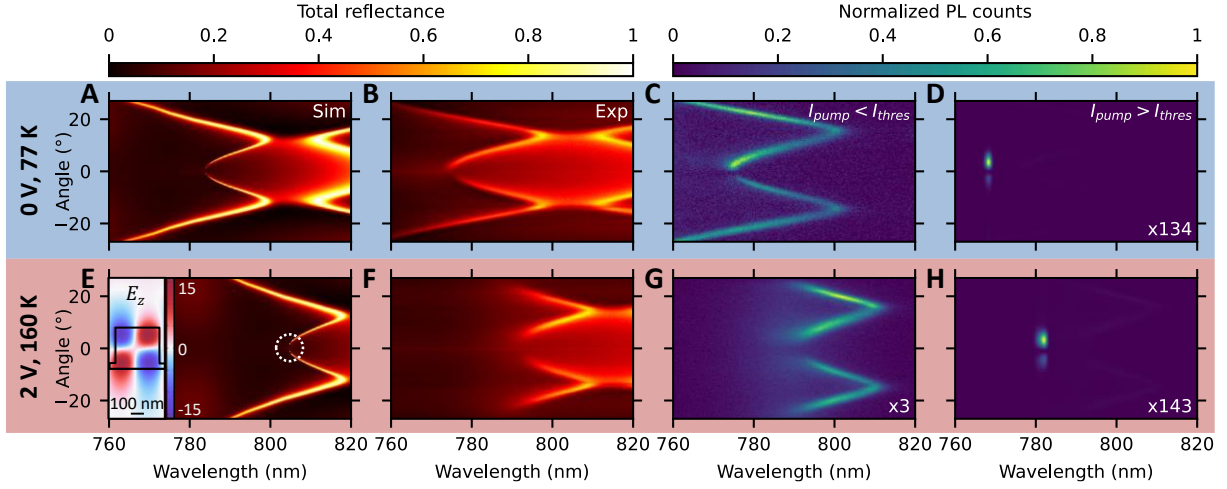 Total reflectance
Normalized PL counts
0 0.2 0.4 0.6 0.8 1
0 0.2 0.4 0.6 0.8 1
0 V, 77 K
Angle (°)
20
0
−20
A
Sim
B
Exp
C
I_pump < I_thres
D
I_pump > I_thres
x134
2 V, 160 K
Angle (°)
20
0
−20
E
E_z
15
0
-15
100 nm
F
G
x3
H
x143
760 780 800 820
760 780 800 820
760 780 800 820
760 780 800 820
Wavelength (nm)
Wavelength (nm)
Wavelength (nm)
Wavelength (nm)